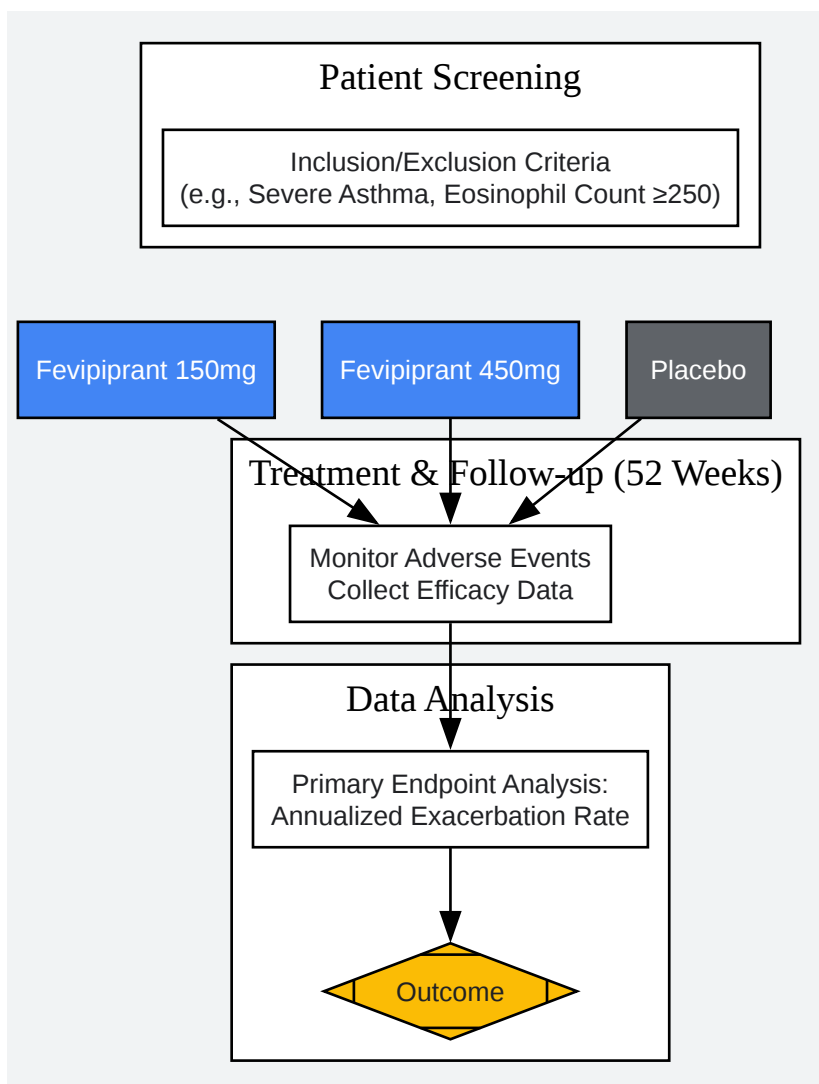 Patient Screening
Inclusion/Exclusion Criteria
(e.g., Severe Asthma, Eosinophil Count ≥250)
Fevipiprant 150mg
Fevipiprant 450mg
Placebo
Treatment & Follow-up (52 Weeks)
Monitor Adverse Events
Collect Efficacy Data
Data Analysis
Primary Endpoint Analysis:
Annualized Exacerbation Rate
Outcome